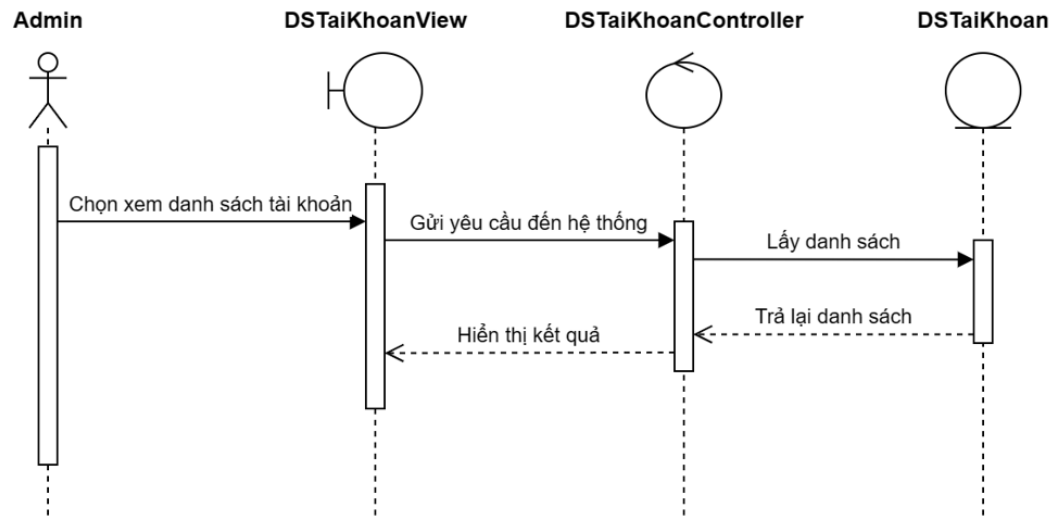 Admin
DSTaiKhoanView
DSTaiKhoanController
DSTaiKhoan
Chọn xem danh sách tài khoản
Gửi yêu cầu đến hệ thống
Lấy danh sách
Trả lại danh sách
Hiển thị kết quả